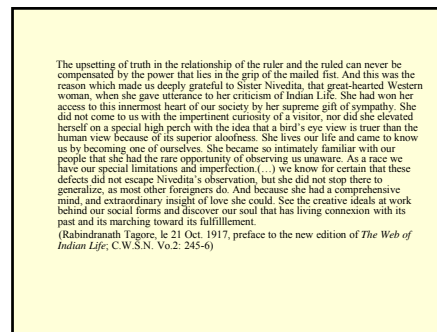 The upsetting of truth in the relationship of the ruler and the ruled can never be
compensated by the power that lies in the grip of the mailed fist. And this was the
reason which made us deeply grateful to Sister Nivedita, that great-hearted Western
woman, when she gave utterance to her criticism of Indian Life. She had won her
access to this innermost heart of our society by her supreme gift of sympathy. She
did not come to us with the impertinent curiosity of a visitor, nor did she elevated
herself on a special high perch with the idea that a bird's eye view is truer than the
human view because of its superior aloofness. She lives our life and came to know
us by becoming one of ourselves. She became so intimately familiar with our
people that she had the rare opportunity of observing us unaware. As a race we
have our special limitations and imperfection.(…) we know for certain that these
defects did not escape Nivedita's observation, but she did not stop there to
generalize, as most other foreigners do. And because she had a comprehensive
mind, and extraordinary insight of love she could. See the creative ideals at work
behind our social forms and discover our soul that has living connexion with its
past and its marching toward its fulfilllement.
(Rabindranath Tagore, le 21 Oct. 1917, preface to the new edition of The Web of
Indian Life; C.W.S.N. Vo.2: 245-6)